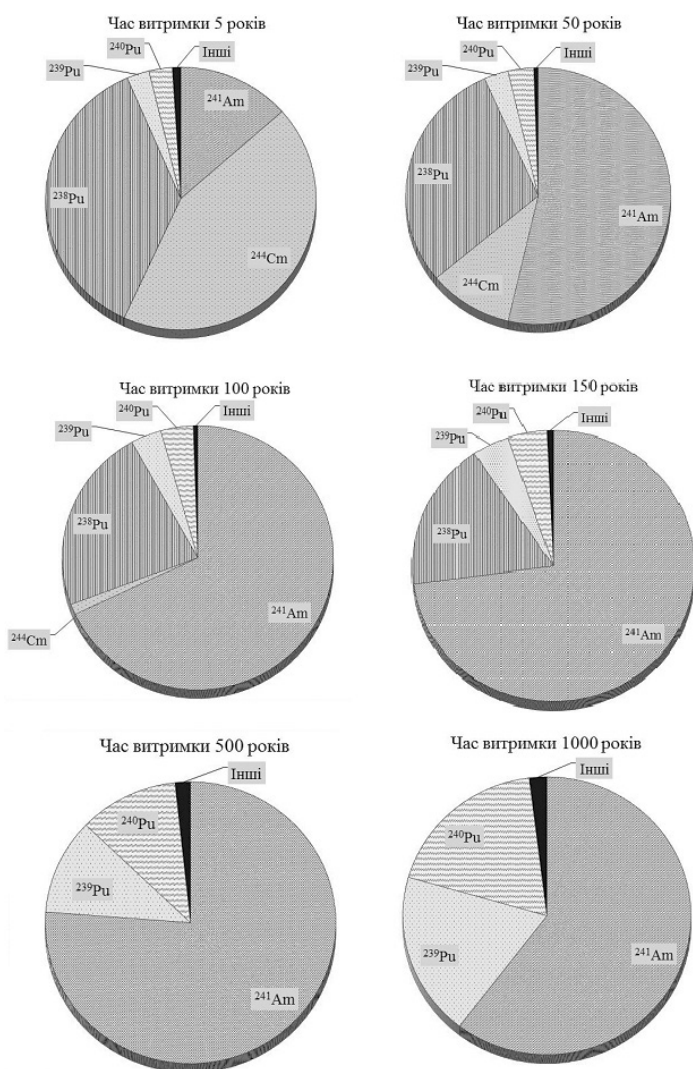 Час витримки 5 років
²⁴⁰Pu
Інші
²³⁹Pu
²⁴¹Am
²³⁸Pu
²⁴⁴Cm
Час витримки 50 років
²⁴⁰Pu
Інші
²³⁹Pu
²³⁸Pu
²⁴¹Am
²⁴⁴Cm
Час витримки 100 років
²⁴⁰Pu
Інші
²³⁹Pu
²³⁸Pu
²⁴¹Am
²⁴⁴Cm
Час витримки 150 років
²⁴⁰Pu
Інші
²³⁹Pu
²³⁸Pu
²⁴¹Am
Час витримки 500 років
Інші
²⁴⁰Pu
²³⁹Pu
²⁴¹Am
Час витримки 1000 років
Інші
²⁴⁰Pu
²³⁹Pu
²⁴¹Am